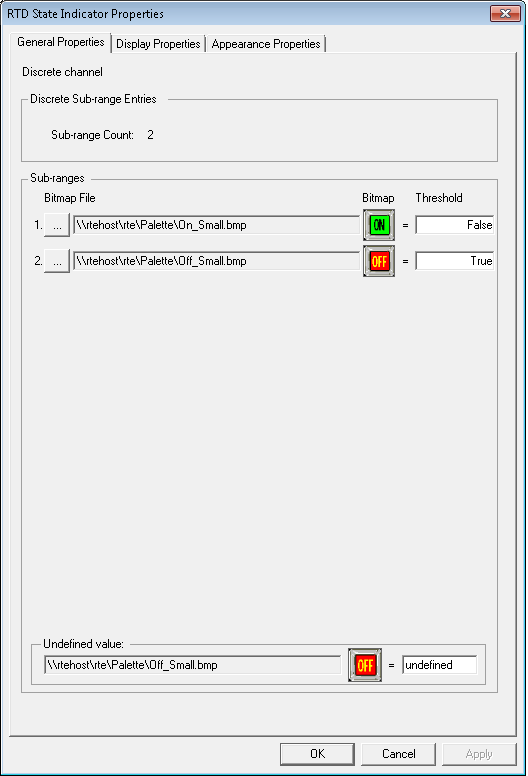 RTD State Indicator Properties
General Properties Display Properties Appearance Properties
Discrete channel
Discrete Sub-range Entries
Sub-range Count: 2
Sub-ranges
Bitmap File Bitmap Threshold
1. ... \\rtehost\rte\Palette\On_Small.bmp ON = False
2. ... \\rtehost\rte\Palette\Off_Small.bmp OFF = True
Undefined value:
\\rtehost\rte\Palette\Off_Small.bmp OFF = undefined
OK Cancel Apply